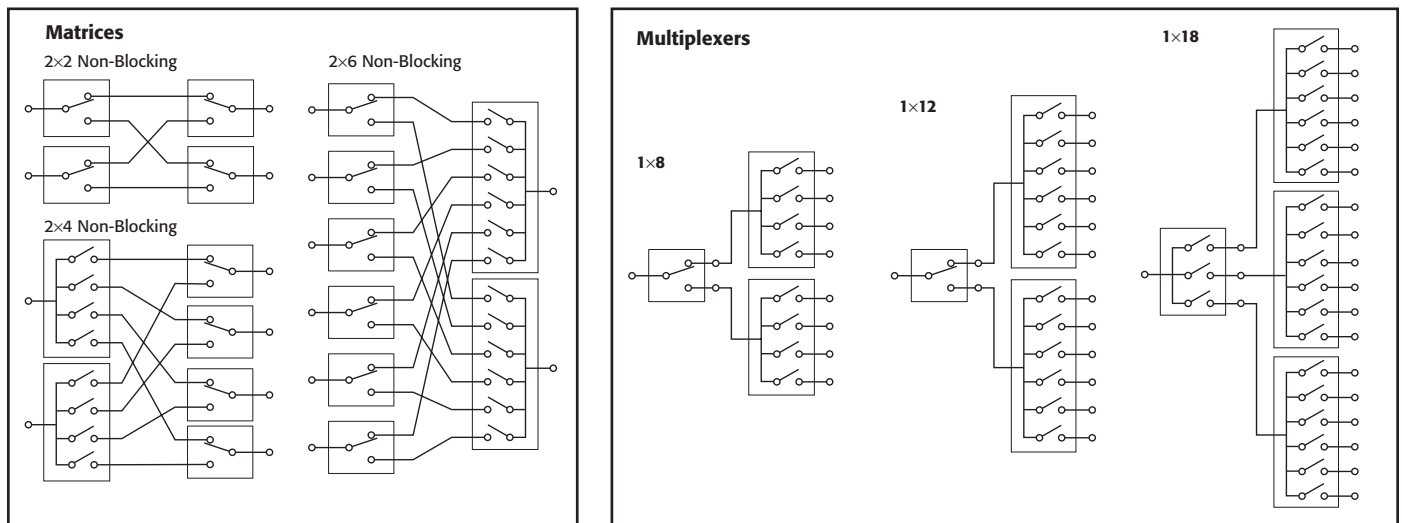 Matrices
2×2 Non-Blocking
2×6 Non-Blocking
2×4 Non-Blocking
Multiplexers
1×8
1×12
1×18